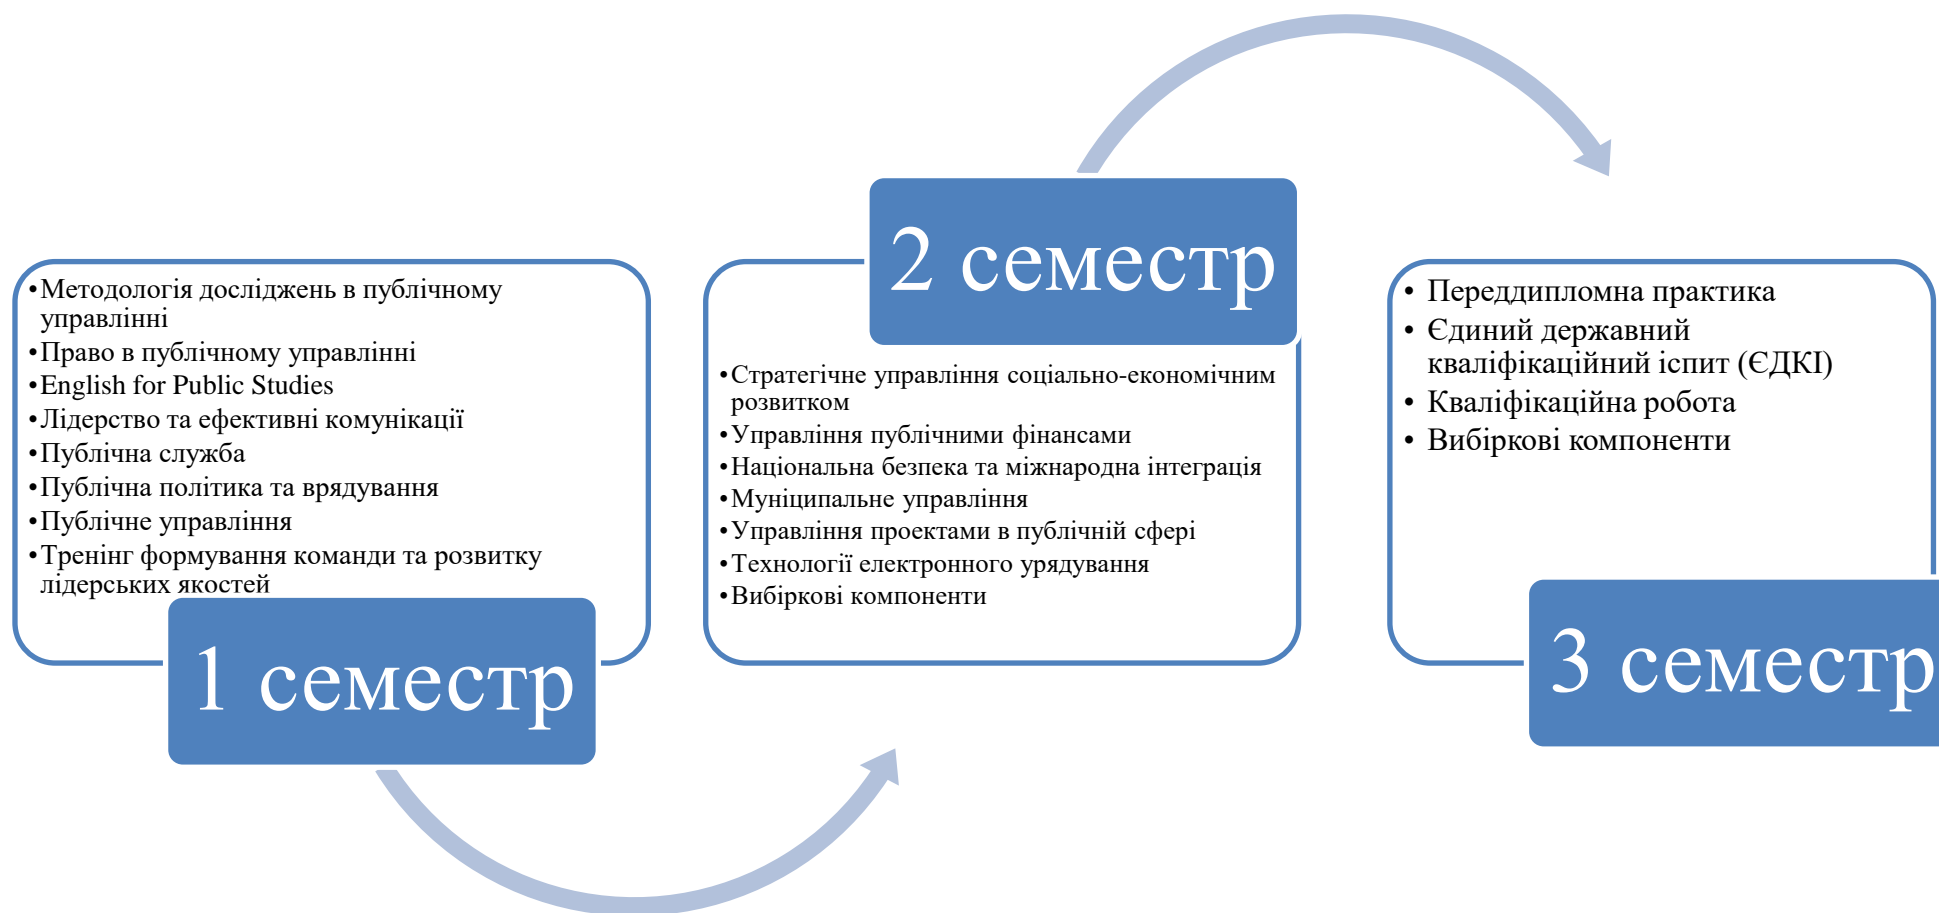 •Методологія досліджень в публічному
управлінні
•Право в публічному управлінні
•English for Public Studies
•Лідерство та ефективні комунікації
•Публічна служба
•Публічна політика та врядування
•Публічне управління
•Тренінг формування команди та розвитку
лідерських якостей
1 семестр
2 семестр
•Стратегічне управління соціально-економічним
розвитком
•Управління публічними фінансами
•Національна безпека та міжнародна інтеграція
•Муніципальне управління
•Управління проектами в публічній сфері
•Технології електронного урядування
•Вибіркові компоненти
• Переддипломна практика
• Єдиний державний
кваліфікаційний іспит (ЄДКІ)
• Кваліфікаційна робота
• Вибіркові компоненти
3 семестр